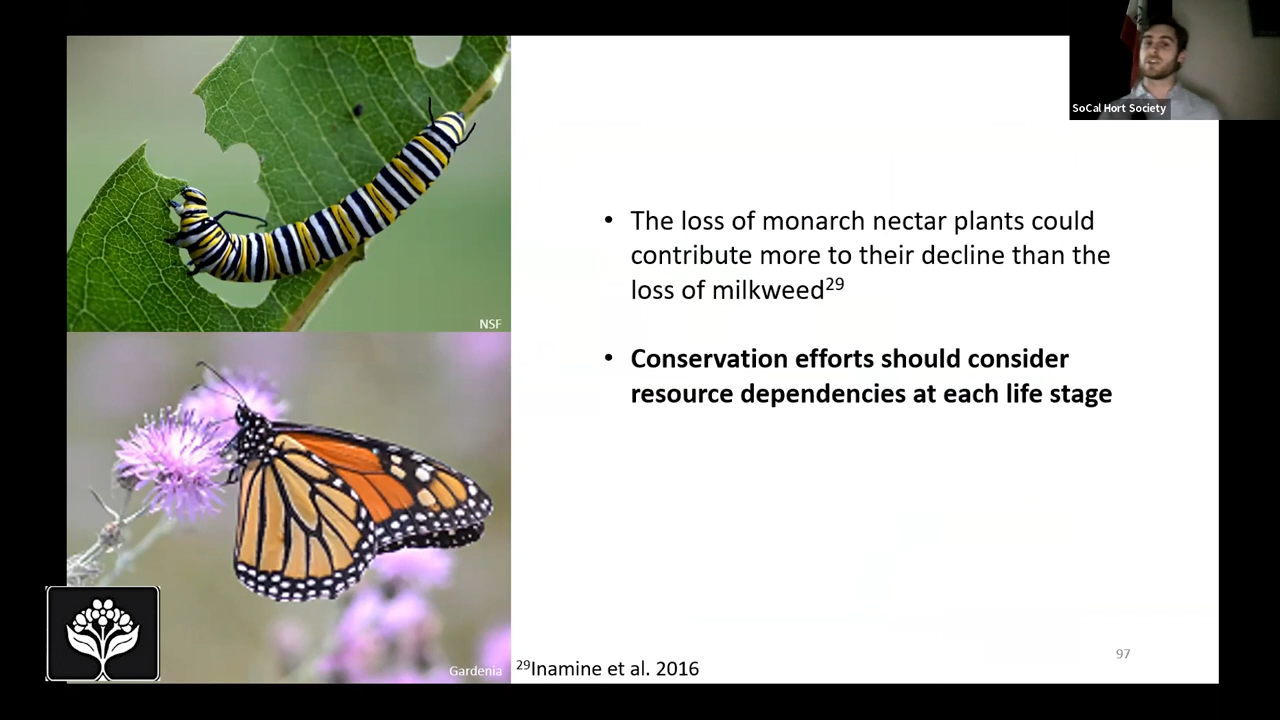 SoCal Hort Society
• The loss of monarch nectar plants could
contribute more to their decline than the
loss of milkweed²⁹
• Conservation efforts should consider
resource dependencies at each life stage
NSF
Gardenia
²⁹Inamine et al. 2016
97